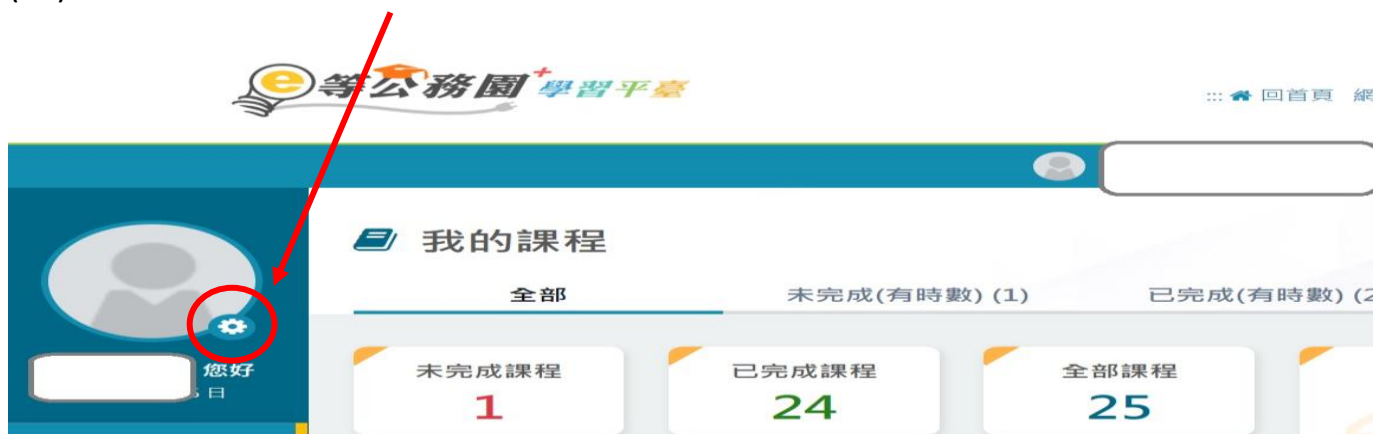 e等公務園+學習平臺
::: 回首頁
我的課程
全部 未完成(有時數) (1) 已完成(有時數) (2
您好
日
未完成課程 已完成課程 全部課程
1 24 25